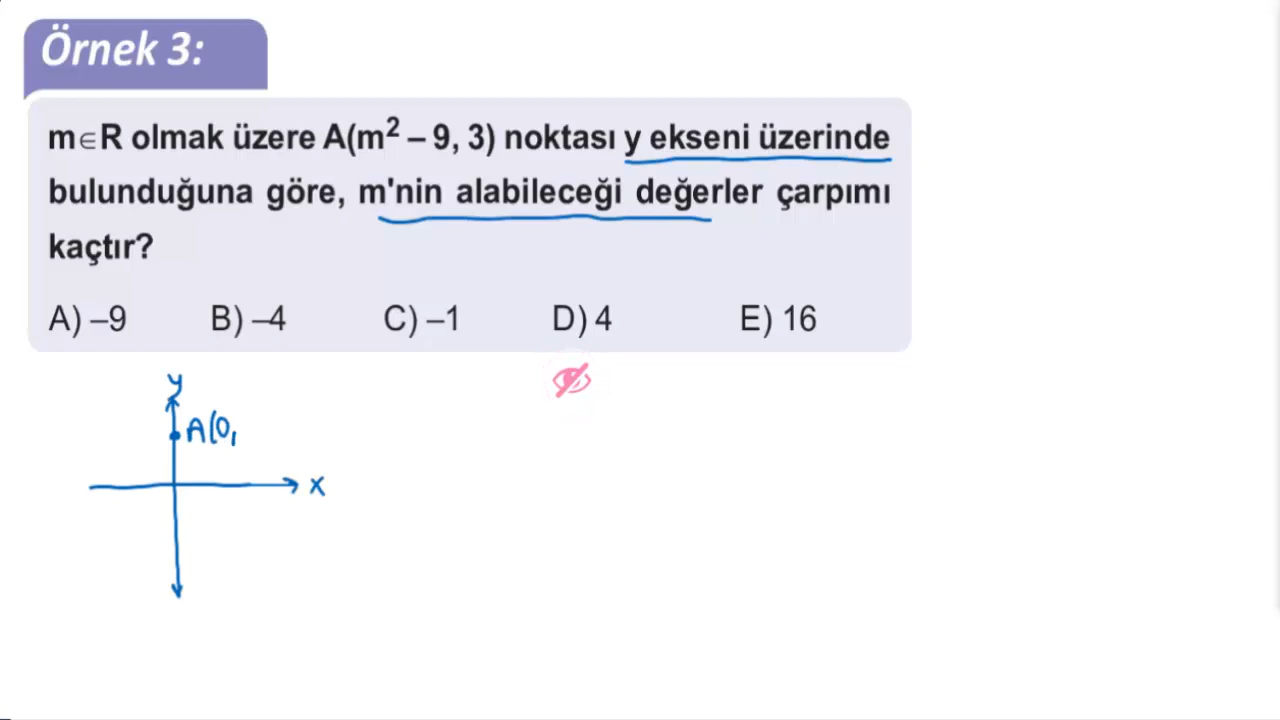 Örnek 3:
m∈R olmak üzere A(m² – 9, 3) noktası y ekseni üzerinde
bulunduğuna göre, m'nin alabileceği değerler çarpımı
kaçtır?
A) –9 B) –4 C) –1 D) 4 E) 16
y
A(0,
x